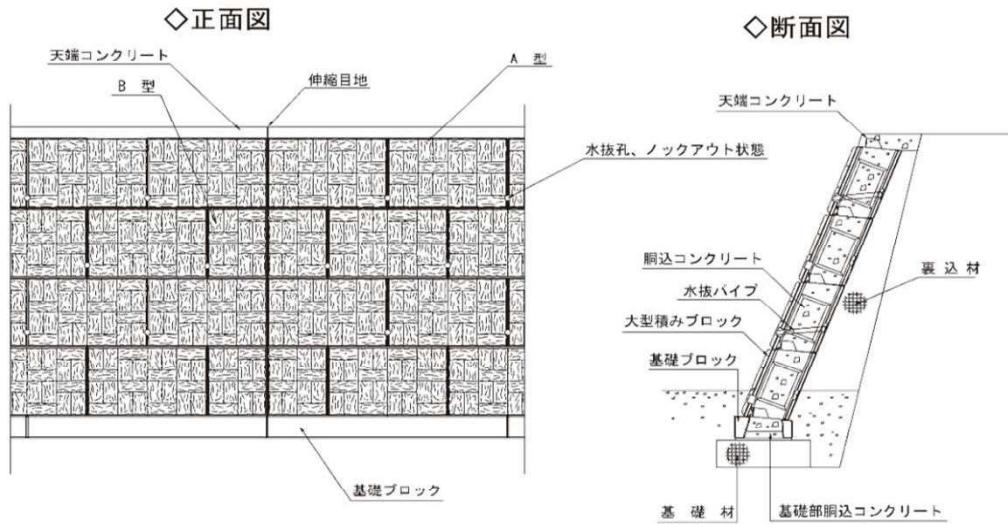 ◇正面図
天端コンクリート
B 型
伸縮目地
A 型
水抜孔、ノックアウト状態
基礎ブロック
◇断面図
天端コンクリート
胴込コンクリート
水抜パイプ
大型積みブロック
基礎ブロック
裏込材
基礎材
基礎部胴込コンクリート